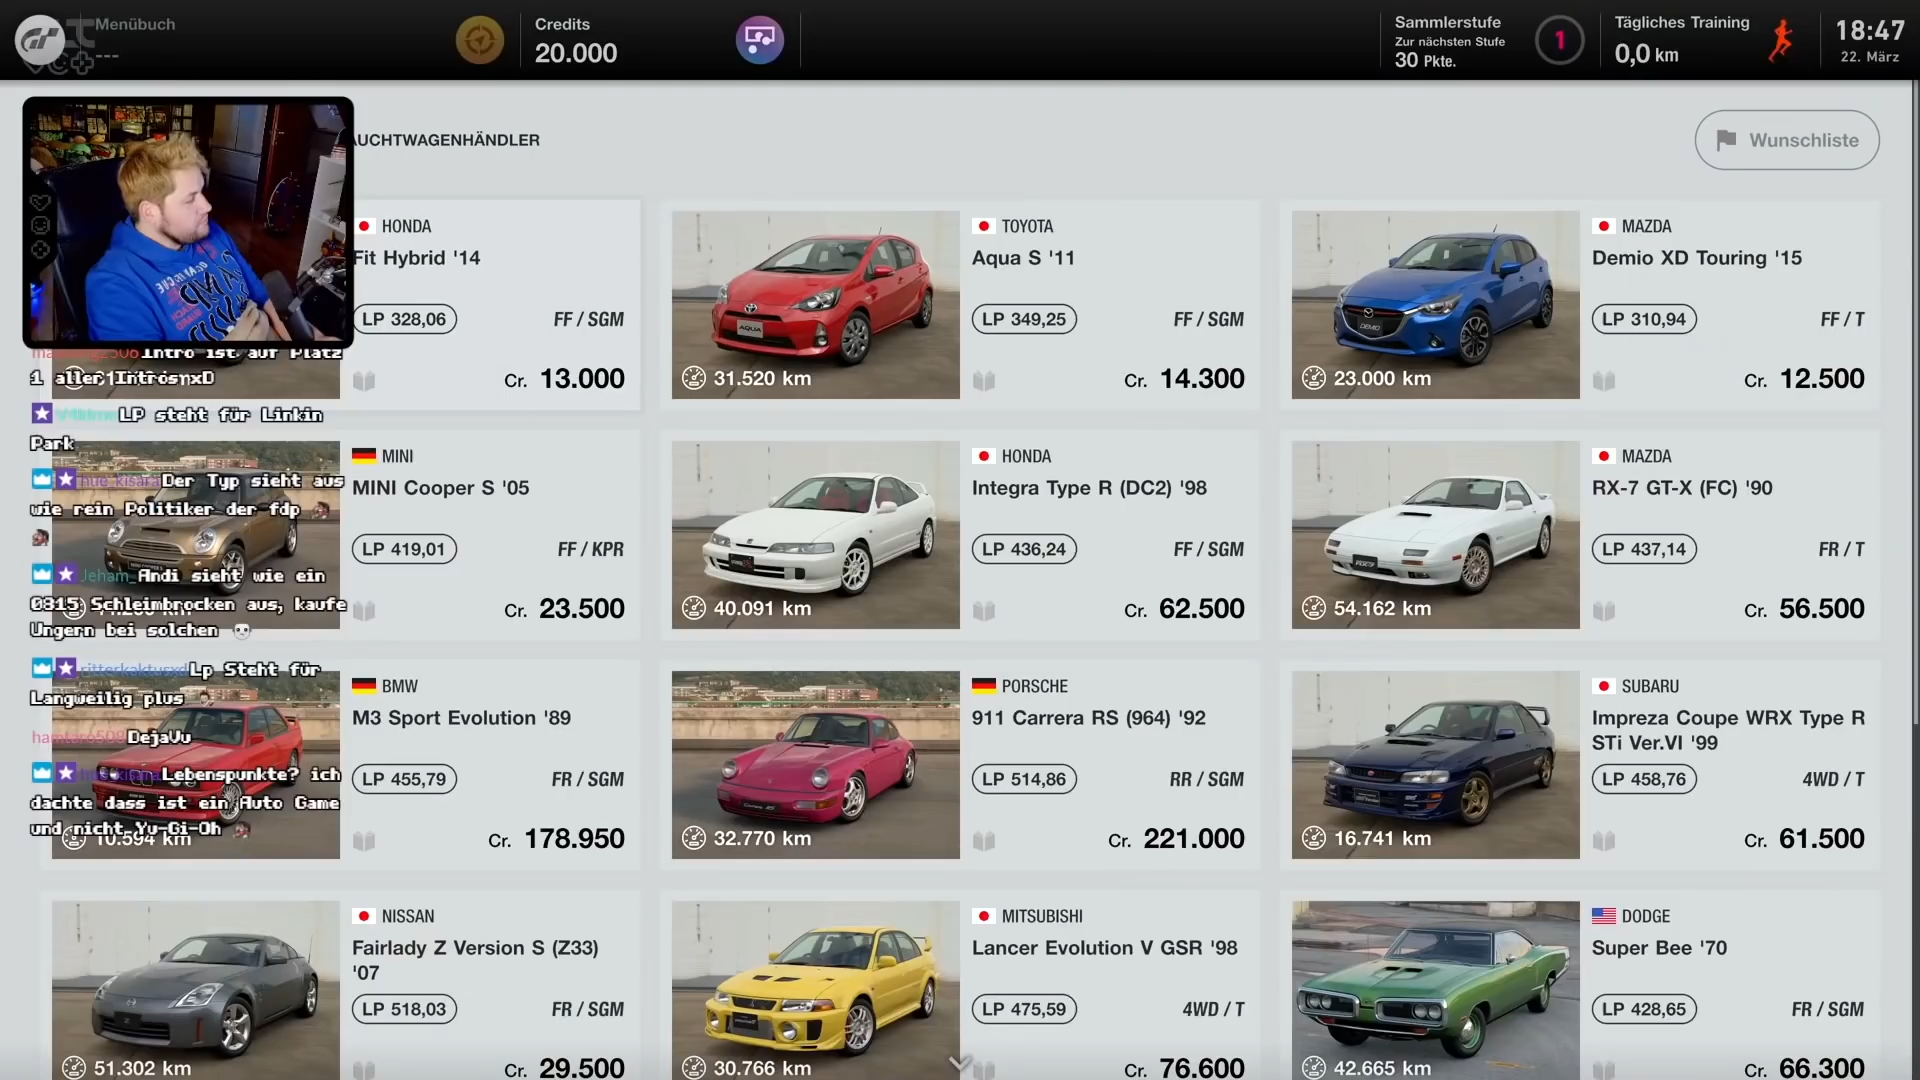 Menübuch
---
Credits
20.000
Sammlerstufe
Zur nächsten Stufe
30 Pkte.
1
Tägliches Training
0,0 km
18:47
22. März
AUCHTWAGENHÄNDLER
Wunschliste
HONDA
Fit Hybrid '14
LP 328,06
FF / SGM
Cr. 13.000
TOYOTA
Aqua S '11
LP 349,25
FF / SGM
31.520 km
Cr. 14.300
MAZDA
Demio XD Touring '15
LP 310,94
FF / T
23.000 km
Cr. 12.500
Intro ist auf Platz
1 aller Intros xD
LP steht für Linkin
Park
hue_kisara Der Typ sieht aus
wie rein Politiker der fdp
Jeham_ Andi sieht wie ein
0815 Schleimbrocken aus, kaufe
Ungern bei solchen
ritterkaktusxd Lp Steht für
Langweilig plus
hamtaro508 DejaVu
hue_kisara Lebenspunkte? ich
dachte dass ist ein Auto Game
und nicht Yu-Gi-Oh
MINI
MINI Cooper S '05
LP 419,01
FF / KPR
Cr. 23.500
HONDA
Integra Type R (DC2) '98
LP 436,24
FF / SGM
40.091 km
Cr. 62.500
MAZDA
RX-7 GT-X (FC) '90
LP 437,14
FR / T
54.162 km
Cr. 56.500
BMW
M3 Sport Evolution '89
LP 455,79
FR / SGM
10.594 km
Cr. 178.950
PORSCHE
911 Carrera RS (964) '92
LP 514,86
RR / SGM
32.770 km
Cr. 221.000
SUBARU
Impreza Coupe WRX Type R
STi Ver.VI '99
LP 458,76
4WD / T
16.741 km
Cr. 61.500
NISSAN
Fairlady Z Version S (Z33)
'07
LP 518,03
FR / SGM
51.302 km
Cr. 29.500
MITSUBISHI
Lancer Evolution V GSR '98
LP 475,59
4WD / T
30.766 km
Cr. 76.600
DODGE
Super Bee '70
LP 428,65
FR / SGM
42.665 km
Cr. 66.300